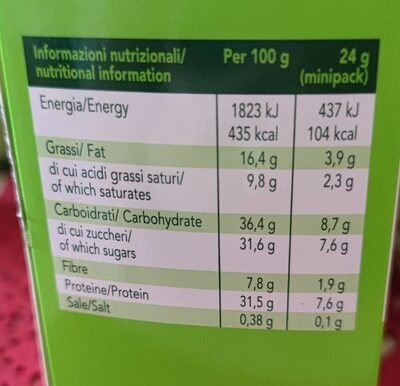 Informazioni nutrizionali/ Per 100 g 24 g
nutritional information (minipack)
Energia/Energy 1823 kJ 437 kJ
435 kcal 104 kcal
Grassi/ Fat 16,4 g 3,9 g
di cui acidi grassi saturi/ 9,8 g 2,3 g
of which saturates
Carboidrati/ Carbohydrate 36,4 g 8,7 g
di cui zuccheri/ 31,6 g 7,6 g
of which sugars
Fibre 7,8 g 1,9 g
Proteine/Protein 31,5 g 7,6 g
Sale/Salt 0,38 g 0,1 g